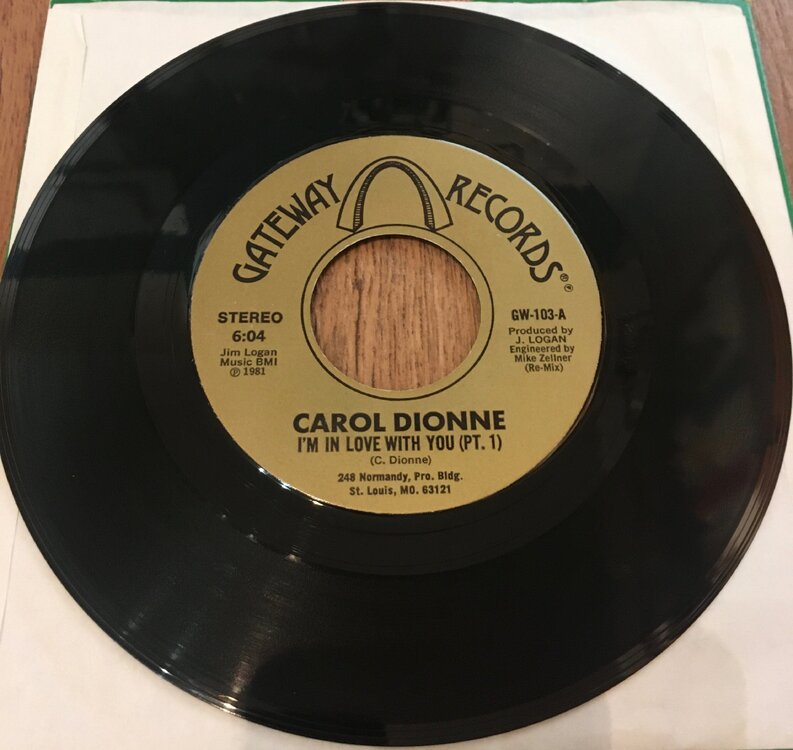 GATEWAY RECORDS ® ℗
STEREO
6:04
Jim Logan
Music BMI
℗ 1981
GW-103-A
Produced by
J. LOGAN
Engineered by
Mike Zellner
(Re-Mix)
CAROL DIONNE
I'M IN LOVE WITH YOU (PT. 1)
(C. Dionne)
248 Normandy, Pro. Bldg.
St. Louis, MO. 63121